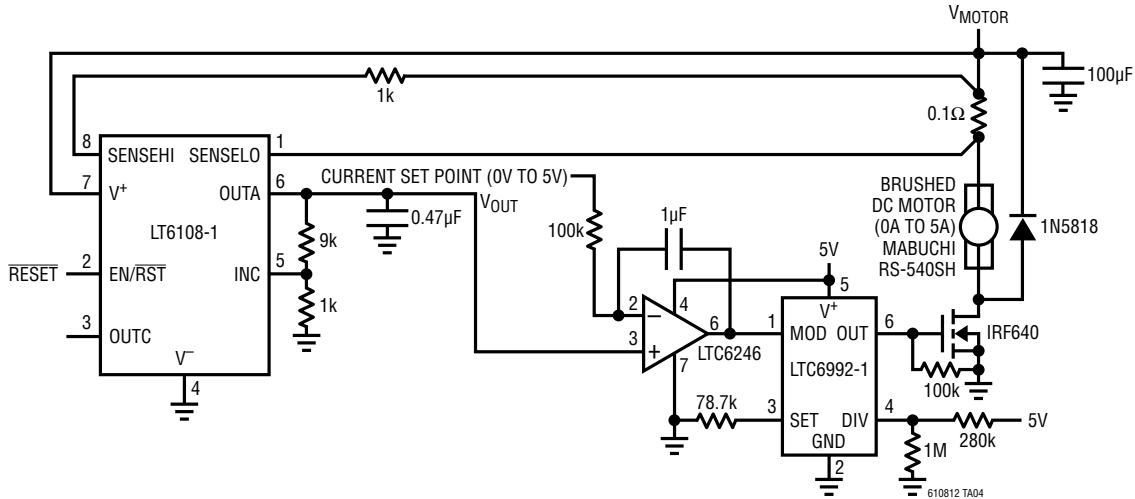 V_MOTOR
100µF
1k
0.1Ω
8 SENSEHI SENSELO 1
7 V+ OUTA 6
LT6108-1
RESET 2 EN/RST INC 5
3 OUTC
V−
4
9k
1k
0.47µF
CURRENT SET POINT (0V TO 5V)
V_OUT
100k
1µF
2 −
3 +
4
6
7
LTC6246
5V
5
V+
1 MOD OUT 6
LTC6992-1
3 SET DIV 4
GND
2
78.7k
1M
280k
5V
BRUSHED
DC MOTOR
(0A TO 5A)
MABUCHI
RS-540SH
1N5818
IRF640
100k
610812 TA04